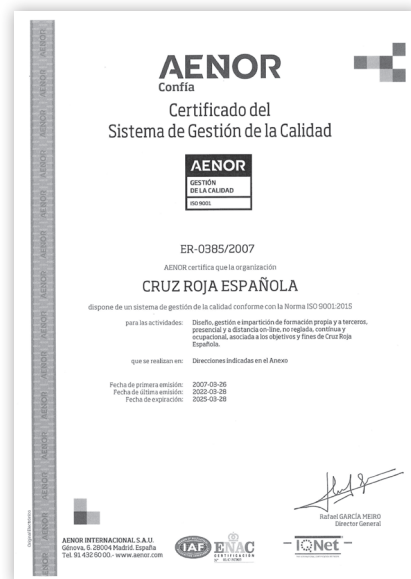 AENOR
Confía
Certificado del
Sistema de Gestión de la Calidad
AENOR
GESTIÓN
DE LA CALIDAD
ISO 9001
ER-0385/2007
AENOR certifica que la organización
CRUZ ROJA ESPAÑOLA
dispone de un sistema de gestión de la calidad conforme con la Norma ISO 9001:2015
para las actividades: Diseño, gestión e impartición de formación propia y a terceros,
presencial y a distancia on-line, no reglada, continua y
ocupacional, asociada a los objetivos y fines de Cruz Roja
Española.
que se realizan en: Direcciones indicadas en el Anexo
Fecha de primera emisión: 2007-03-26
Fecha de última emisión: 2022-03-28
Fecha de expiración: 2025-03-28
Rafael GARCÍA MEIRO
Director General
Original Electrónico
AENOR INTERNACIONAL S.A.U.
Génova, 6. 28004 Madrid. España
Tel. 91 432 60 00.- www.aenor.com
IAF
ENAC
CERTIFICACIÓN
IQNet